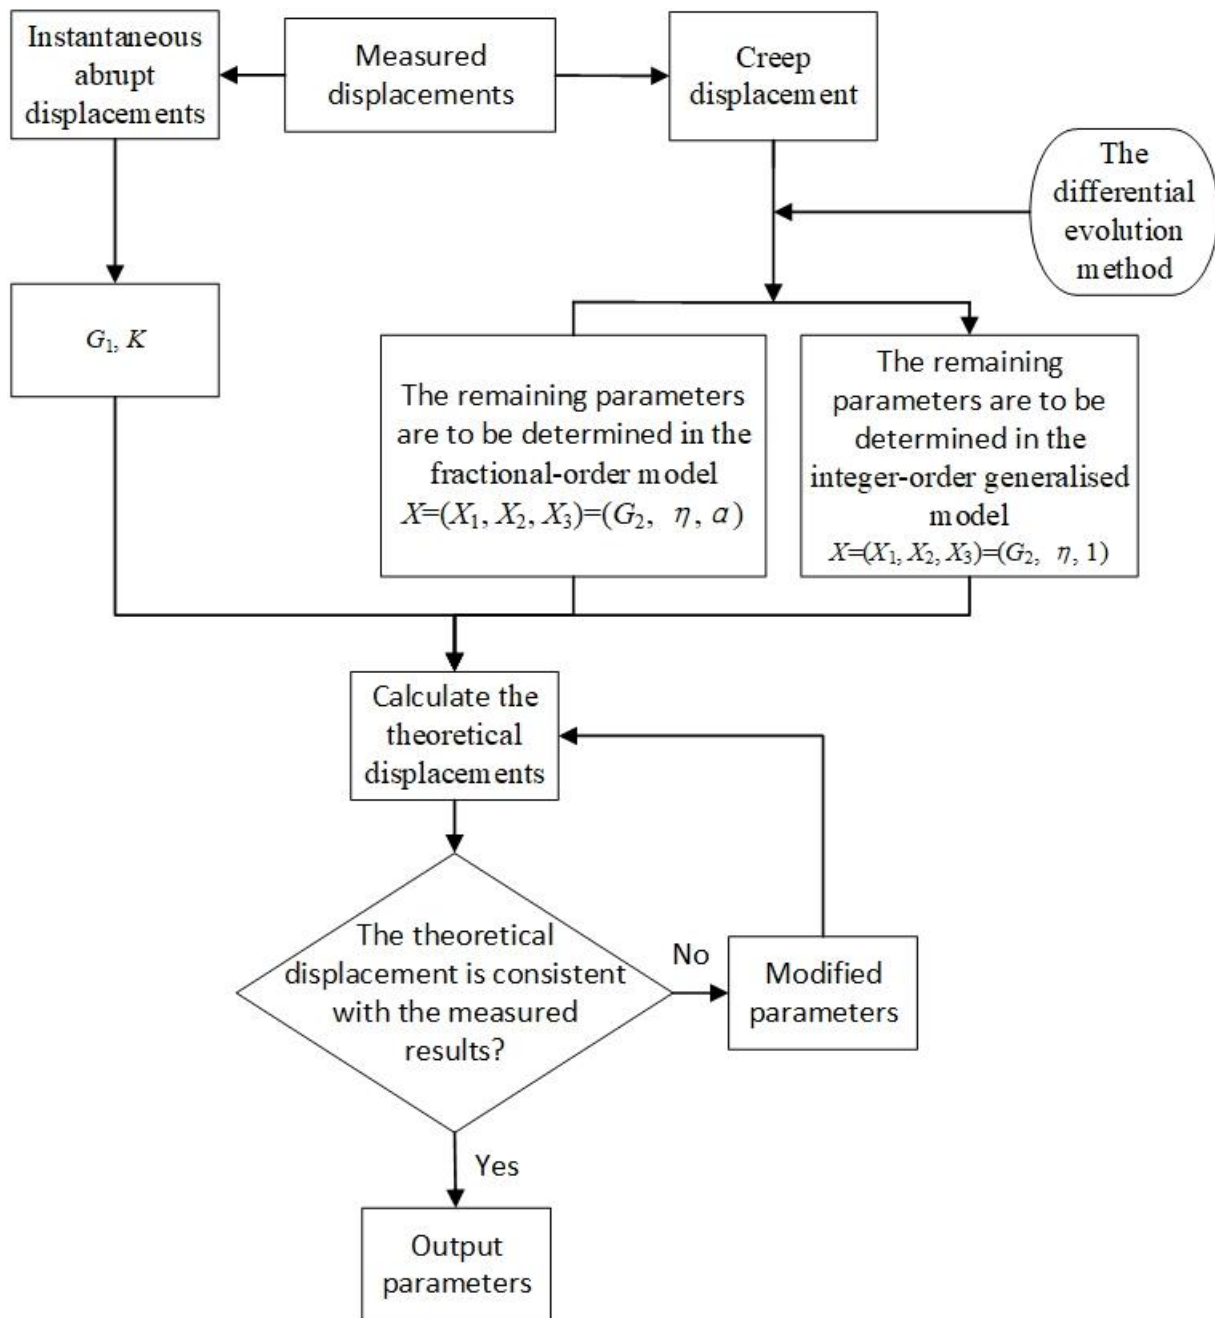 Instantaneous
abrupt
displacements
Measured
displacements
Creep
displacement
The
differential
evolution
method
G₁, K
The remaining parameters
are to be determined in the
fractional-order model
X=(X₁, X₂, X₃)=(G₂, η, α)
The remaining
parameters are to be
determined in the
integer-order generalised
model
X=(X₁, X₂, X₃)=(G₂, η, 1)
Calculate the
theoretical
displacements
The theoretical
displacement is consistent
with the measured
results?
No
Modified
parameters
Yes
Output
parameters